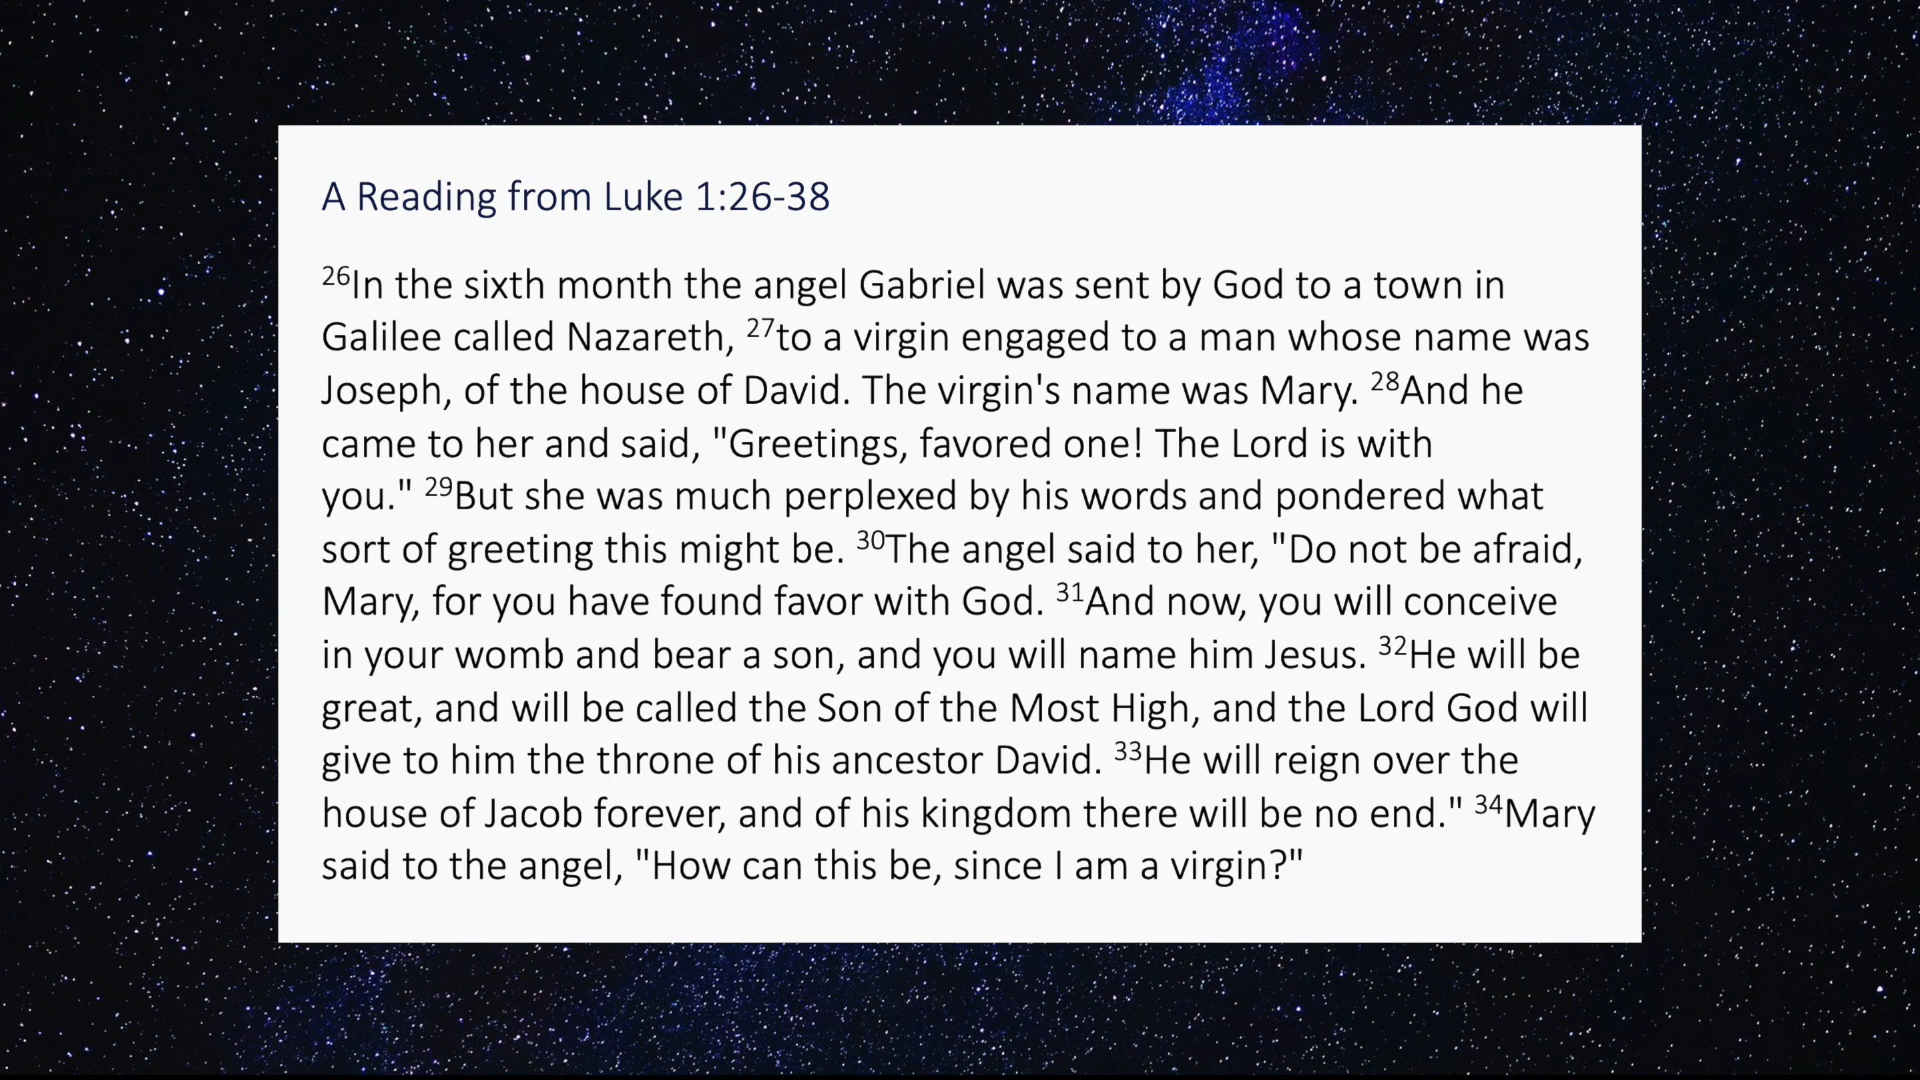 A Reading from Luke 1:26-38
26In the sixth month the angel Gabriel was sent by God to a town in
Galilee called Nazareth, 27to a virgin engaged to a man whose name was
Joseph, of the house of David. The virgin's name was Mary. 28And he
came to her and said, "Greetings, favored one! The Lord is with
you." 29But she was much perplexed by his words and pondered what
sort of greeting this might be. 30The angel said to her, "Do not be afraid,
Mary, for you have found favor with God. 31And now, you will conceive
in your womb and bear a son, and you will name him Jesus. 32He will be
great, and will be called the Son of the Most High, and the Lord God will
give to him the throne of his ancestor David. 33He will reign over the
house of Jacob forever, and of his kingdom there will be no end." 34Mary
said to the angel, "How can this be, since I am a virgin?"